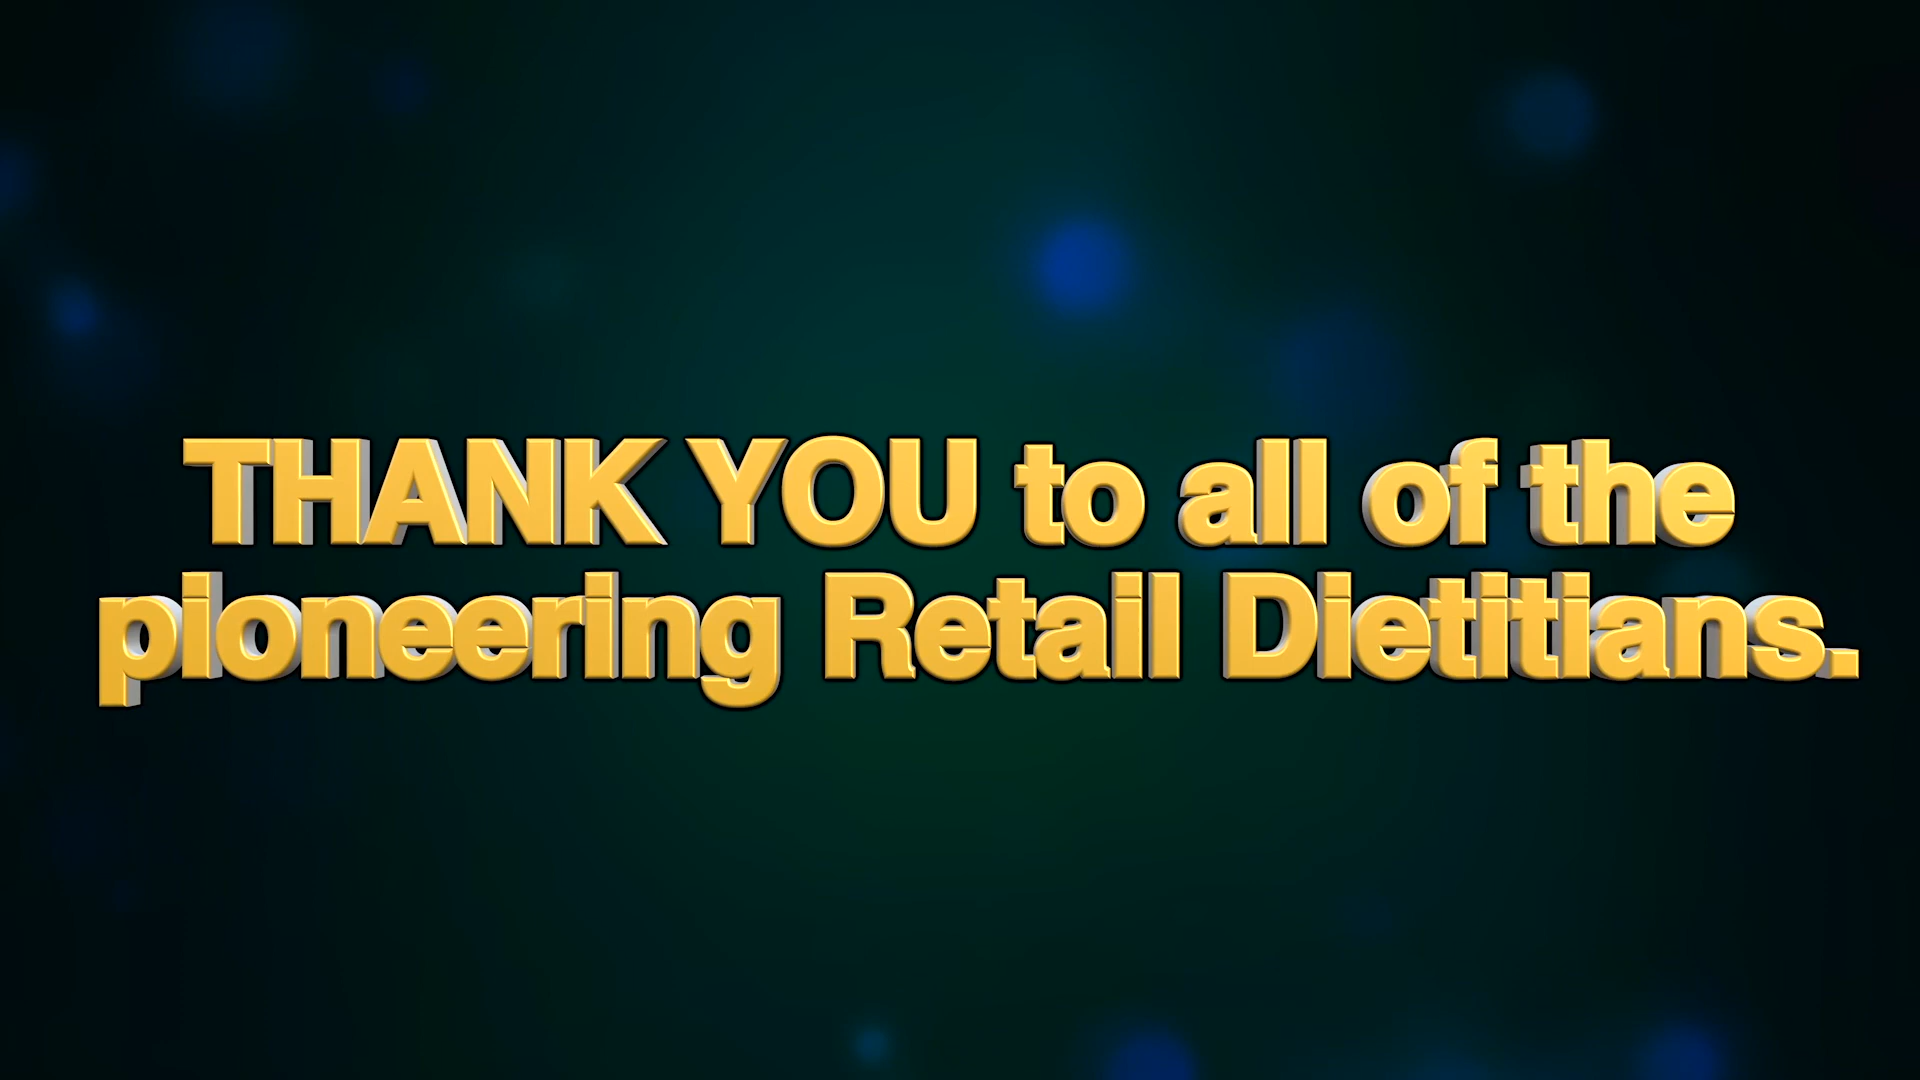 THANK YOU to all of the
pioneering Retail Dietitians.